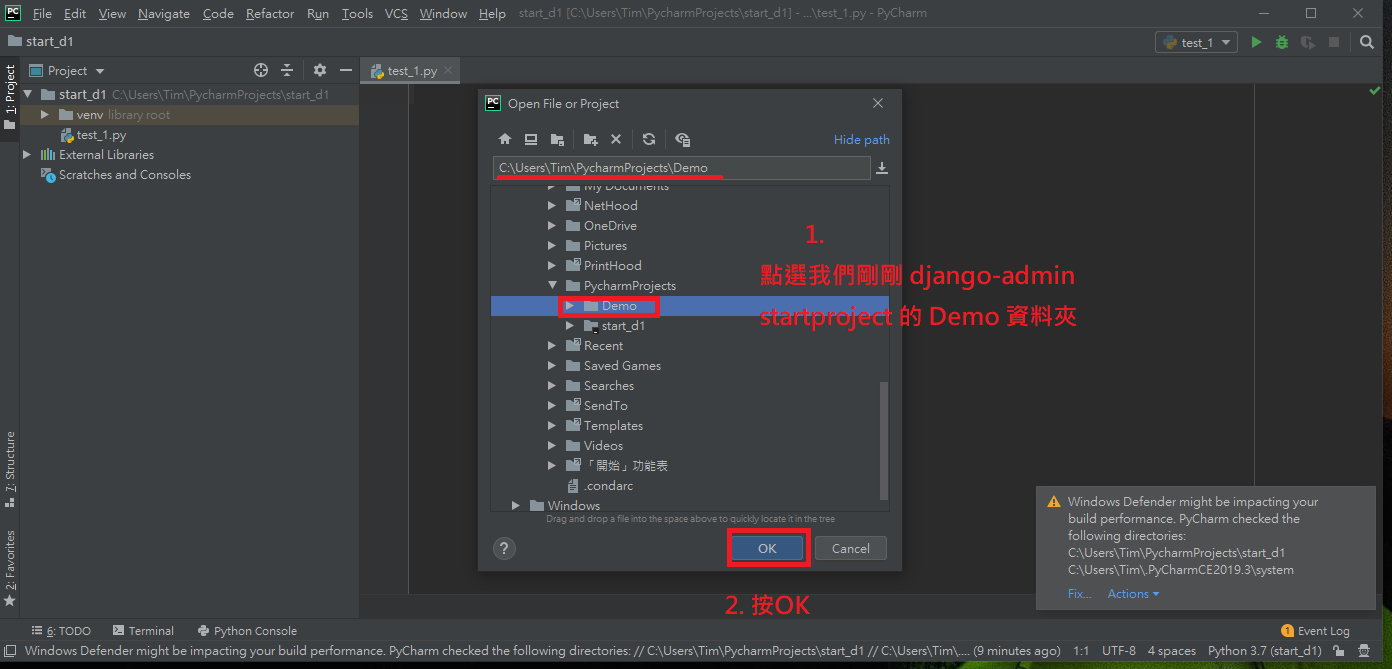 PC File Edit View Navigate Code Refactor Run Tools VCS Window Help start_d1 [C:\Users\Tim\PycharmProjects\start_d1] - ...\test_1.py - PyCharm
start_d1
test_1
1: Project
Project
test_1.py
start_d1 C:\Users\Tim\PycharmProjects\start_d1
venv library root
test_1.py
External Libraries
Scratches and Consoles
PC Open File or Project
Hide path
C:\Users\Tim\PycharmProjects\Demo
My Documents
NetHood
OneDrive
Pictures
PrintHood
PycharmProjects
Demo
start_d1
Recent
Saved Games
Searches
SendTo
Templates
Videos
「開始」功能表
.condarc
Windows
Drag and drop a file into the space above to quickly locate it in the tree
?
OK
Cancel
1.
點選我們剛剛 django-admin
startproject 的 Demo 資料夾
2. 按OK
7: Structure
2: Favorites
Windows Defender might be impacting your
build performance. PyCharm checked the
following directories:
C:\Users\Tim\PycharmProjects\start_d1
C:\Users\Tim\.PyCharmCE2019.3\system
Fix... Actions
6: TODO Terminal Python Console
1 Event Log
Windows Defender might be impacting your build performance. PyCharm checked the following directories: // C:\Users\Tim\PycharmProjects\start_d1 // C:\Users\Tim\.... (9 minutes ago) 1:1 UTF-8 4 spaces Python 3.7 (start_d1)